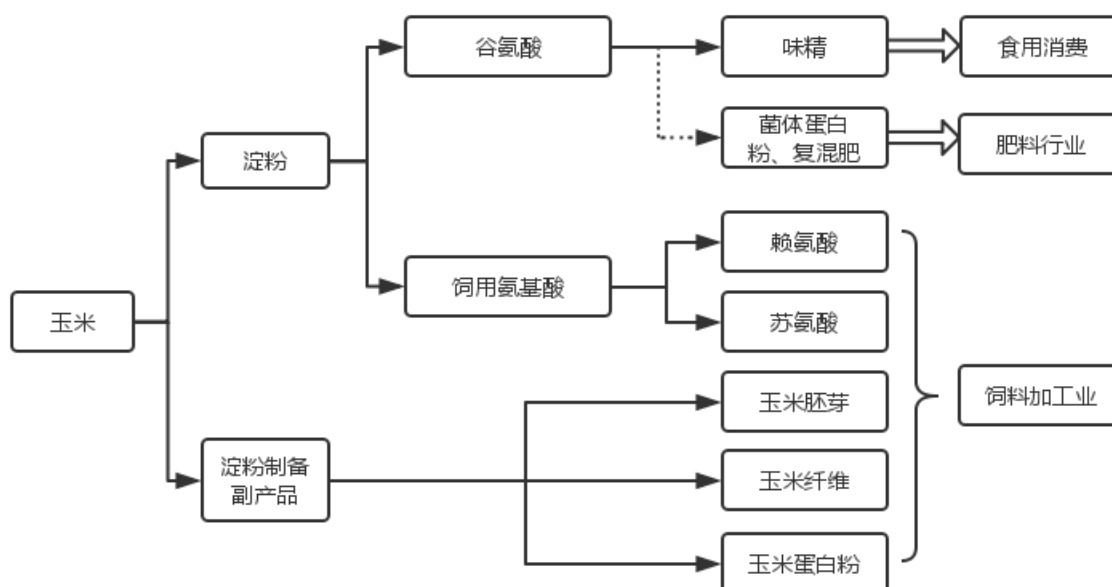 谷氨酸
味精
食用消费
菌体蛋白
粉、复混肥
肥料行业
淀粉
赖氨酸
饲用氨基酸
苏氨酸
玉米
玉米胚芽
饲料加工业
淀粉制备
副产品
玉米纤维
玉米蛋白粉